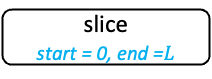 slice
start = 0, end =L